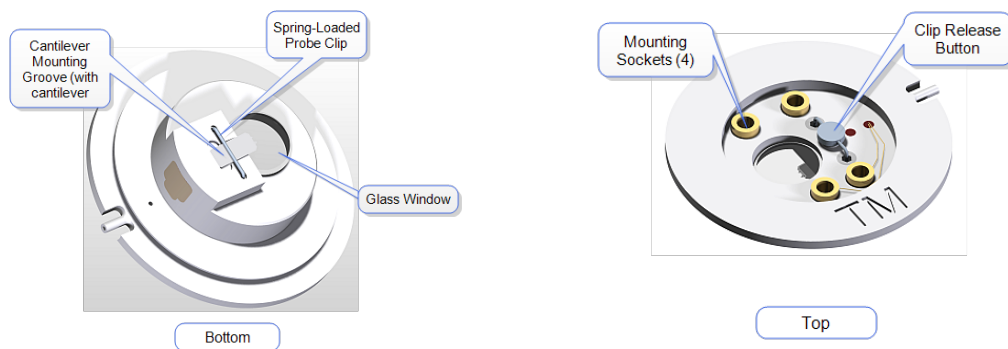 Cantilever
Mounting
Groove (with
cantilever
Spring-Loaded
Probe Clip
Glass Window
Bottom
Mounting
Sockets (4)
Clip Release
Button
TM
Top